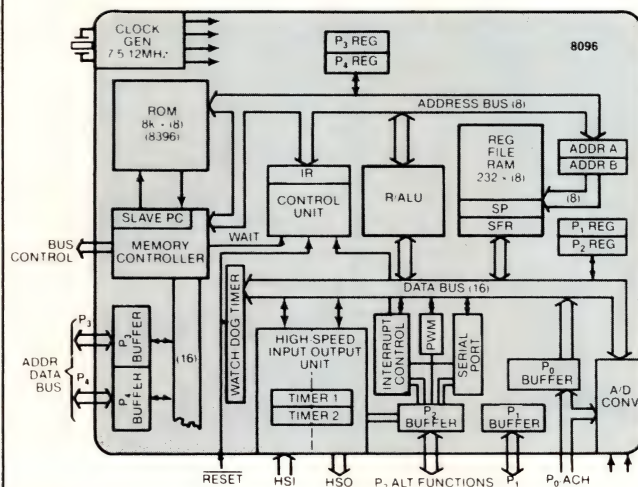 CLOCK
GEN
7.5-12MHz
8096
P3 REG
P4 REG
ADDRESS BUS (8)
ROM
8k × (8)
(8396)
IR
CONTROL
UNIT
R/ALU
REG
FILE
RAM
232 × (8)
SP
SFR
ADDR A
ADDR B
(8)
P1 REG
P2 REG
SLAVE PC
MEMORY
CONTROLLER
BUS
CONTROL
WAIT
DATA BUS (16)
WATCH DOG TIMER
HIGH-SPEED
INPUT OUTPUT
UNIT
TIMER 1
TIMER 2
INTERRUPT
CONTROL
PWM
SERIAL
PORT
P0
BUFFER
A/D
CONV
P3
P3
BUFFER
(16)
ADDR
DATA
BUS
P4
P4
BUFFER
P2
BUFFER
P1
BUFFER
RESET
HSI
HSO
P2 ALT FUNCTIONS
P1
P0 ACH